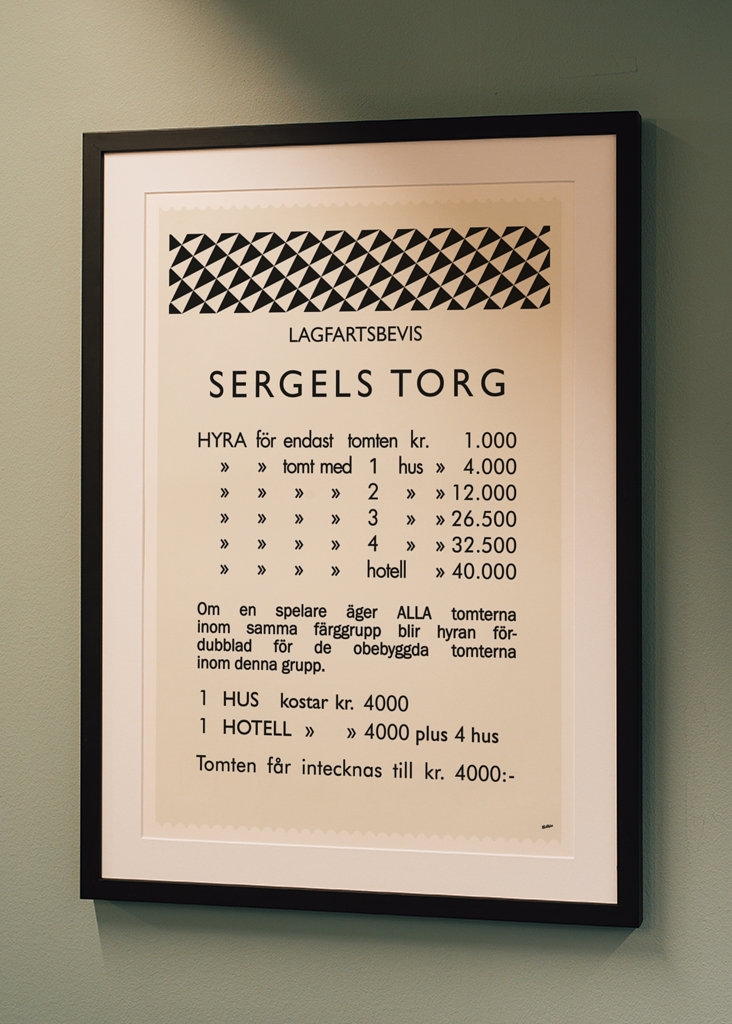 LAGFARTSBEVIS
SERGELS TORG
HYRA för endast tomten kr. 1.000
» » tomt med 1 hus » 4.000
» » » » 2 » » 12.000
» » » » 3 » » 26.500
» » » » 4 » » 32.500
» » » » hotell » 40.000
Om en spelare äger ALLA tomterna
inom samma färggrupp blir hyran för-
dubblad för de obebyggda tomterna
inom denna grupp.
1 HUS kostar kr. 4000
1 HOTELL » » 4000 plus 4 hus
Tomten får intecknas till kr. 4000:-